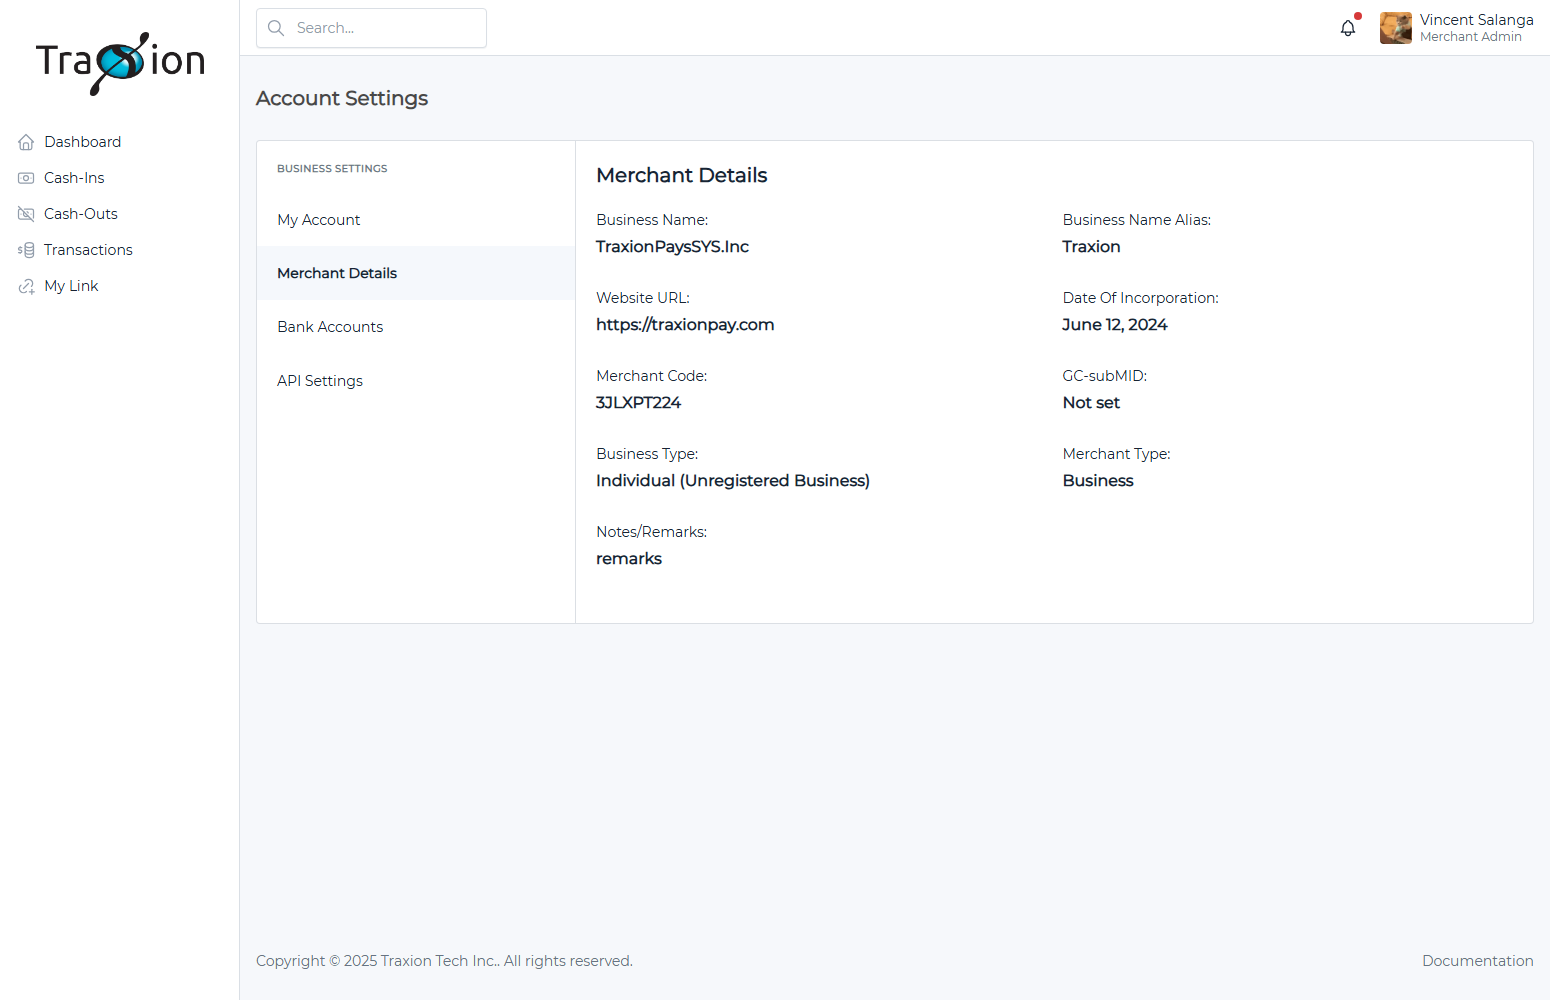 Traxion
Search...
Vincent Salanga
Merchant Admin
Dashboard
Cash-Ins
Cash-Outs
Transactions
My Link
Account Settings
BUSINESS SETTINGS
My Account
Merchant Details
Bank Accounts
API Settings
Merchant Details
Business Name:
TraxionPaysSYS.Inc
Business Name Alias:
Traxion
Website URL:
https://traxionpay.com
Date Of Incorporation:
June 12, 2024
Merchant Code:
3JLXPT224
GC-subMID:
Not set
Business Type:
Individual (Unregistered Business)
Merchant Type:
Business
Notes/Remarks:
remarks
Copyright © 2025 Traxion Tech Inc.. All rights reserved.
Documentation